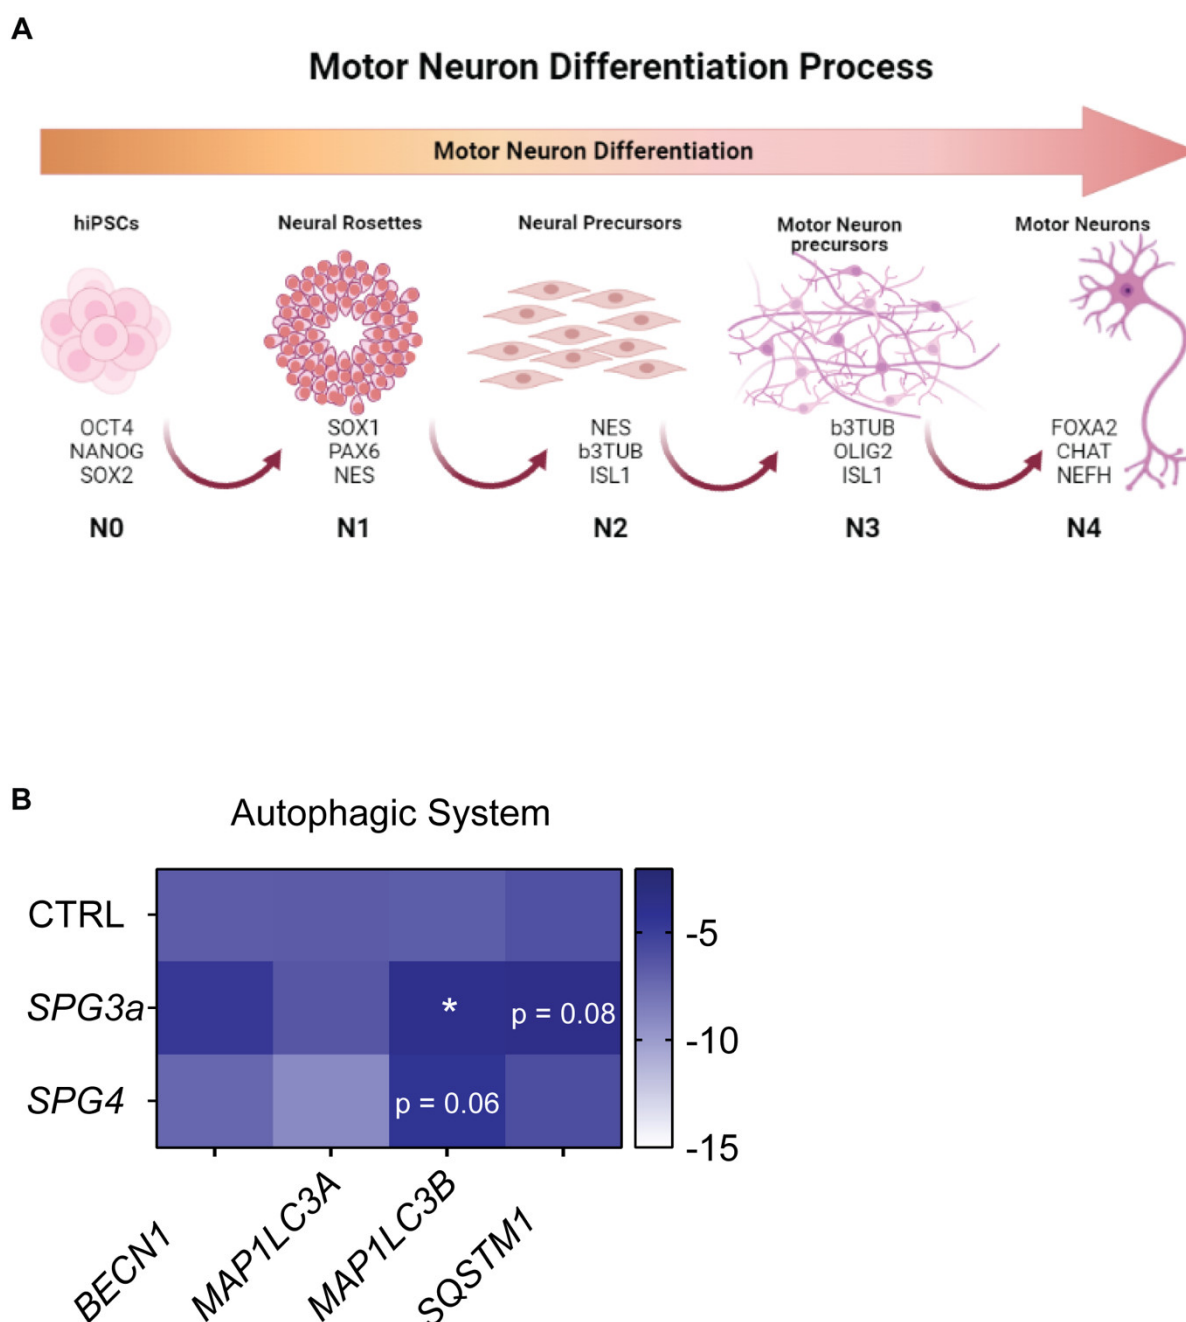 A
Motor Neuron Differentiation Process
Motor Neuron Differentiation
hiPSCs
Neural Rosettes
Neural Precursors
Motor Neuron
precursors
Motor Neurons
OCT4
NANOG
SOX2
SOX1
PAX6
NES
NES
b3TUB
ISL1
b3TUB
OLIG2
ISL1
FOXA2
CHAT
NEFH
N0
N1
N2
N3
N4
B
Autophagic System
CTRL
SPG3a
*
p = 0.08
SPG4
p = 0.06
-5
-10
-15
BECN1
MAP1LC3A
MAP1LC3B
SQSTM1